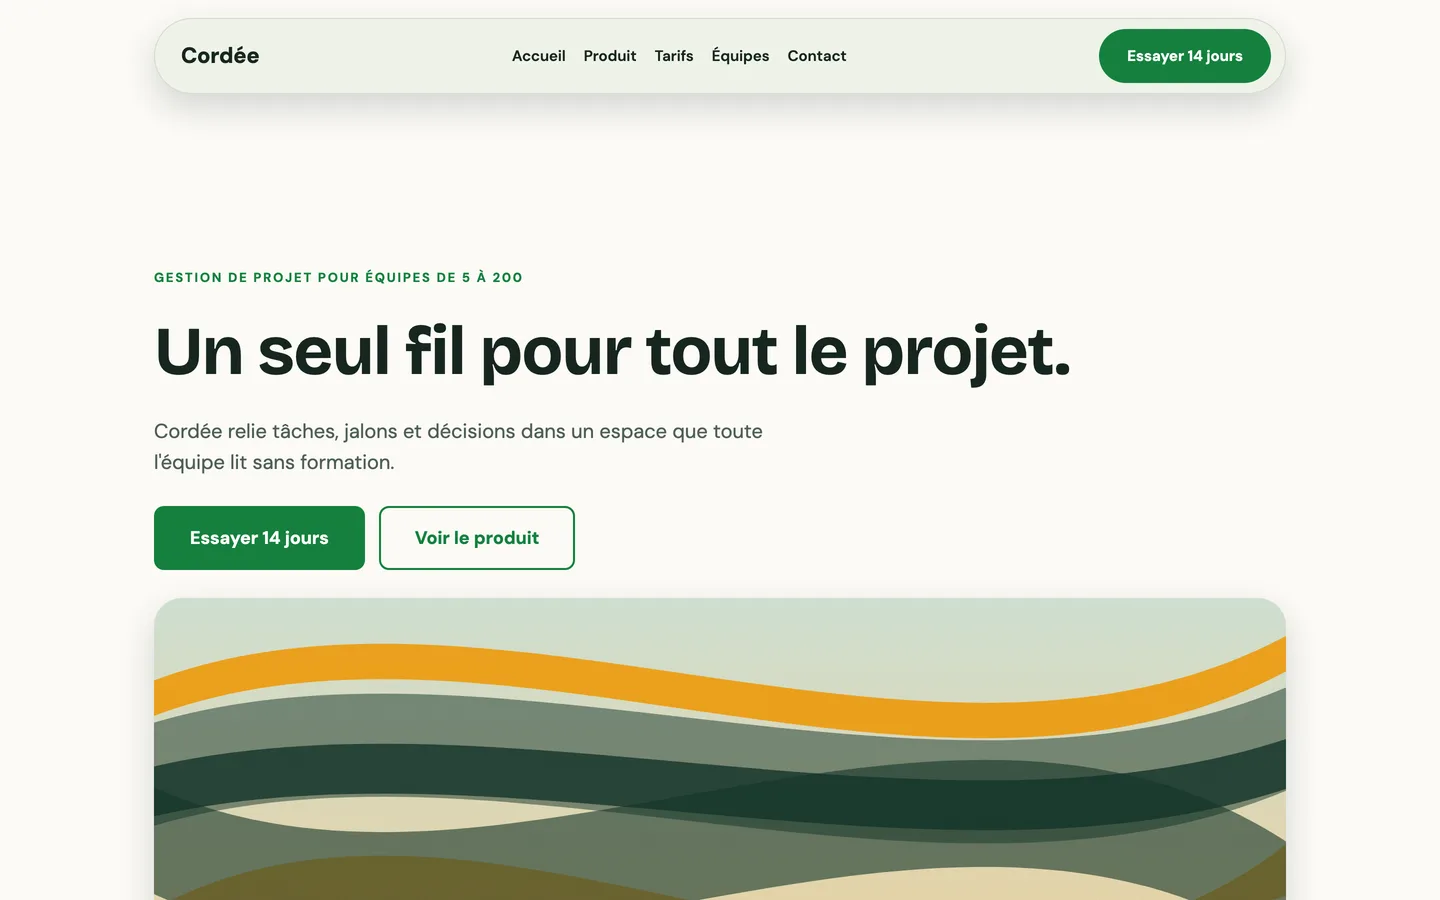 Cordée
Accueil Produit Tarifs Équipes Contact
Essayer 14 jours
GESTION DE PROJET POUR ÉQUIPES DE 5 À 200
Un seul fil pour tout le projet.
Cordée relie tâches, jalons et décisions dans un espace que toute
l'équipe lit sans formation.
Essayer 14 jours
Voir le produit